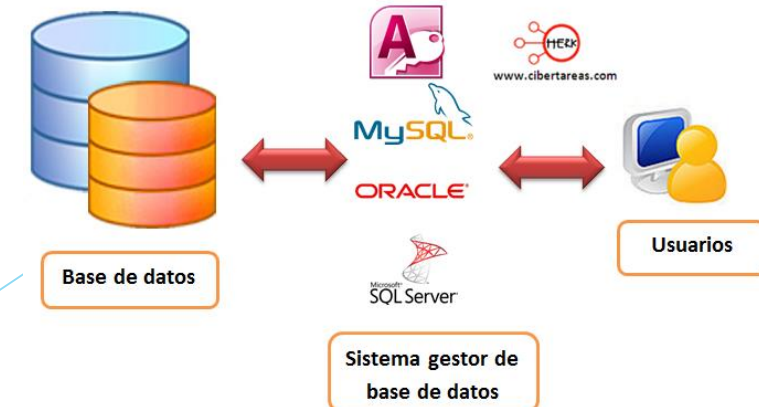 A
HERK
www.cibertareas.com
MySQL®
ORACLE®
Microsoft®
SQL Server®
Base de datos
Usuarios
Sistema gestor de
base de datos